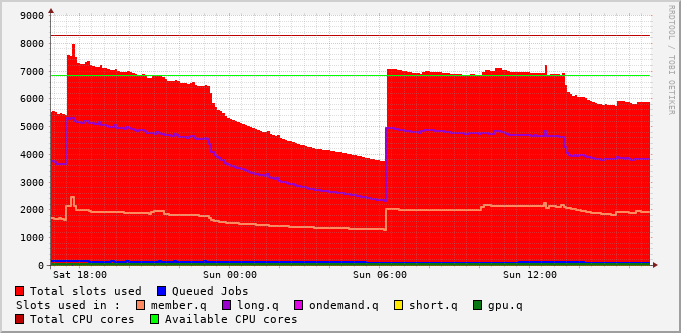 9000
8000
7000
6000
5000
4000
3000
2000
1000
0
Sat 18:00 Sun 00:00 Sun 06:00 Sun 12:00
Total slots used Queued Jobs
Slots used in : member.q long.q ondemand.q short.q gpu.q
Total CPU cores Available CPU cores
RRDTOOL / TOBI OETIKER